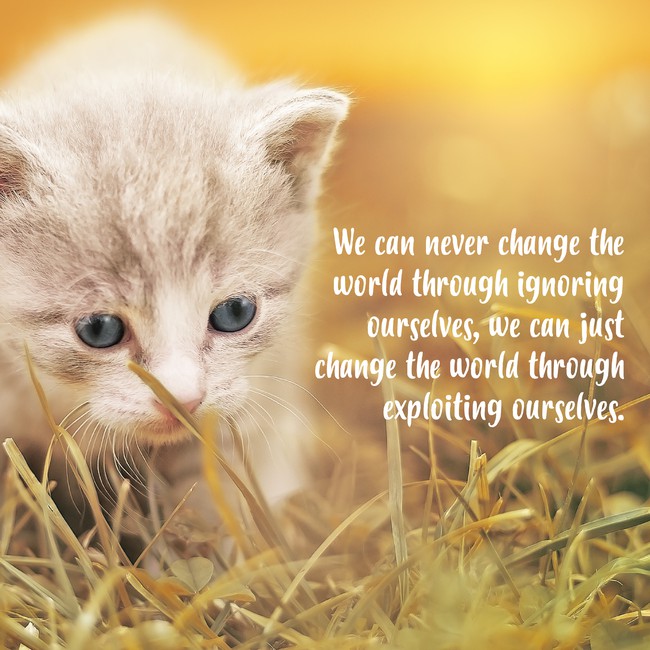 We can never change the
world through ignoring
ourselves, we can just
change the world through
exploiting ourselves.